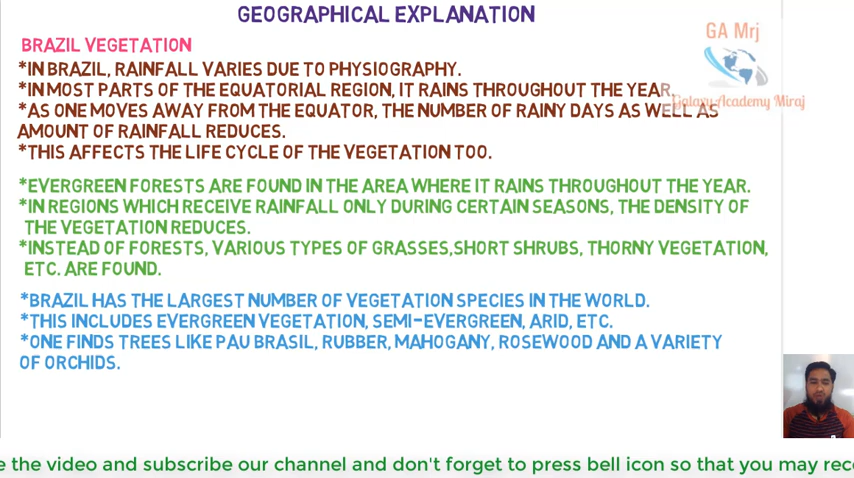 GEOGRAPHICAL EXPLANATION
GA Mrj
BRAZIL VEGETATION
*IN BRAZIL, RAINFALL VARIES DUE TO PHYSIOGRAPHY.
*IN MOST PARTS OF THE EQUATORIAL REGION, IT RAINS THROUGHOUT THE YEAR.
Galaxy Academy Miraj
*AS ONE MOVES AWAY FROM THE EQUATOR, THE NUMBER OF RAINY DAYS AS WELL AS
AMOUNT OF RAINFALL REDUCES.
*THIS AFFECTS THE LIFE CYCLE OF THE VEGETATION TOO.
*EVERGREEN FORESTS ARE FOUND IN THE AREA WHERE IT RAINS THROUGHOUT THE YEAR.
*IN REGIONS WHICH RECEIVE RAINFALL ONLY DURING CERTAIN SEASONS, THE DENSITY OF
THE VEGETATION REDUCES.
*INSTEAD OF FORESTS, VARIOUS TYPES OF GRASSES,SHORT SHRUBS, THORNY VEGETATION,
ETC. ARE FOUND.
*BRAZIL HAS THE LARGEST NUMBER OF VEGETATION SPECIES IN THE WORLD.
*THIS INCLUDES EVERGREEN VEGETATION, SEMI-EVERGREEN, ARID, ETC.
*ONE FINDS TREES LIKE PAU BRASIL, RUBBER, MAHOGANY, ROSEWOOD AND A VARIETY
OF ORCHIDS.
e the video and subscribe our channel and don't forget to press bell icon so that you may rece